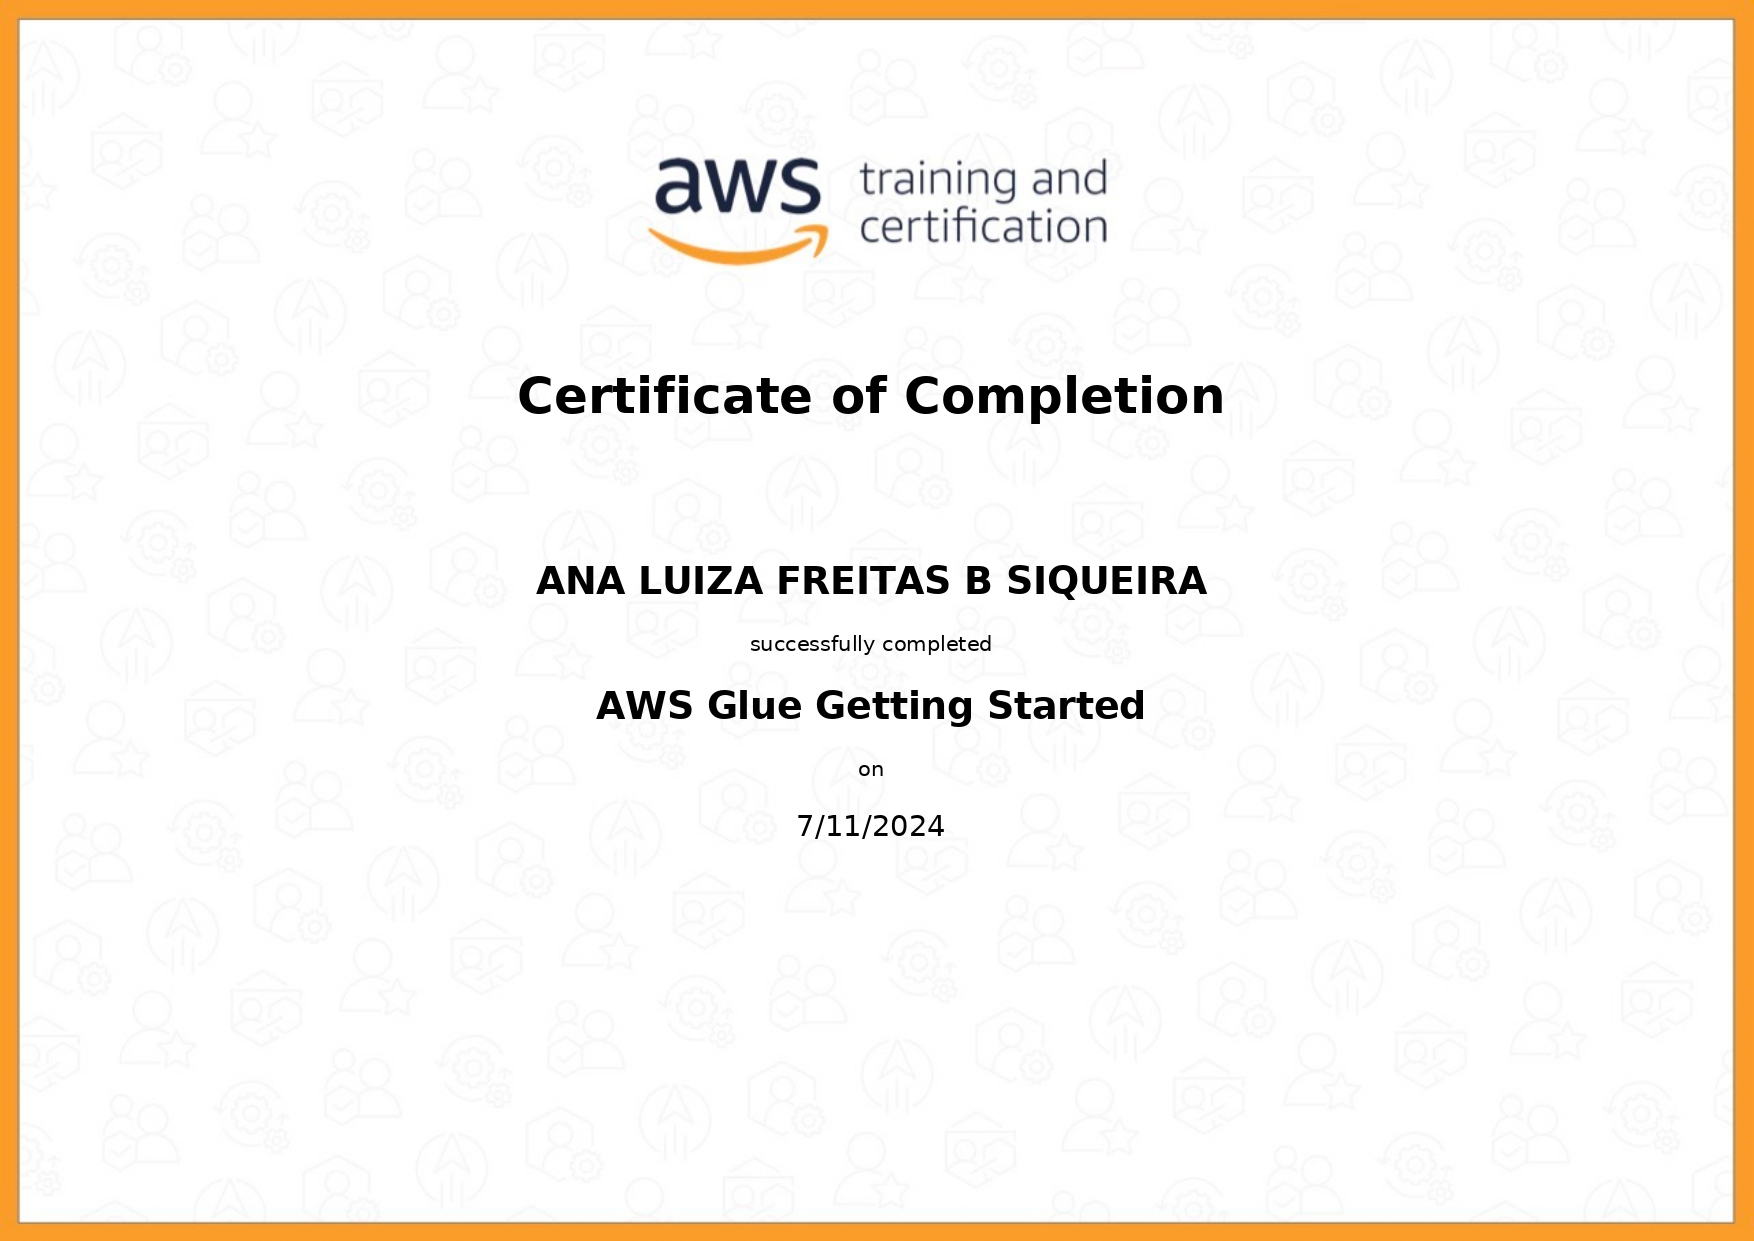 aws training and
certification
Certificate of Completion
ANA LUIZA FREITAS B SIQUEIRA
successfully completed
AWS Glue Getting Started
on
7/11/2024